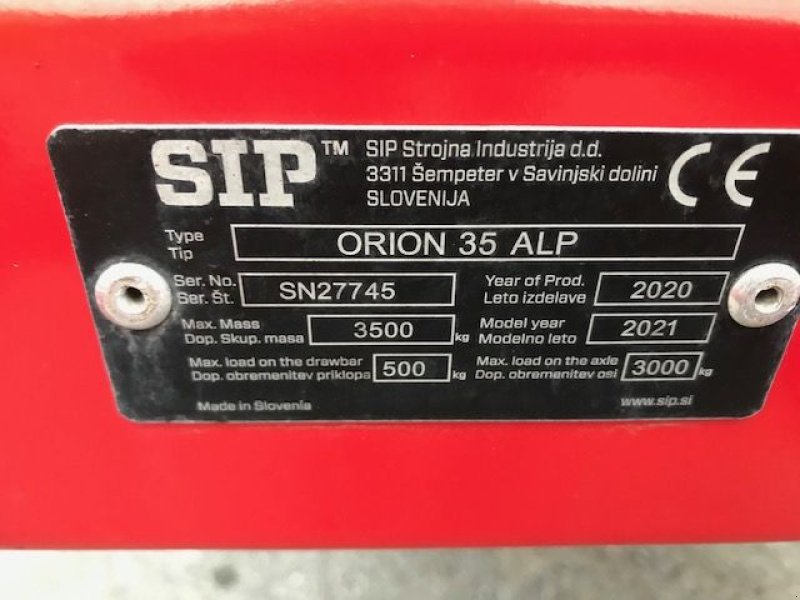 SIP™
SIP Strojna Industrija d.d.
3311 Šempeter v Savinjski dolini
SLOVENIJA
CE
Type
Tip
ORION 35 ALP
Ser. No.
Ser. Št.
SN27745
Year of Prod.
Leto izdelave
2020
Max. Mass
Dop. Skup. masa
3500 kg
Model year
Modelno leto
2021
Max. load on the drawbar
Dop. obremenitev priklopa
500 kg
Max. load on the axle
Dop. obremenitev osi
3000 kg
Made in Slovenia
www.sip.si